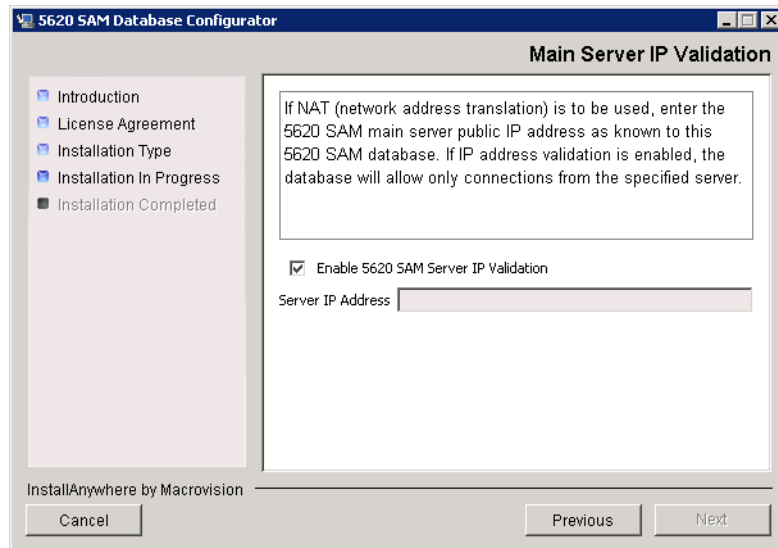 5620 SAM Database Configurator
Main Server IP Validation
Introduction
License Agreement
Installation Type
Installation In Progress
Installation Completed
If NAT (network address translation) is to be used, enter the
5620 SAM main server public IP address as known to this
5620 SAM database. If IP address validation is enabled, the
database will allow only connections from the specified server.
Enable 5620 SAM Server IP Validation
Server IP Address
InstallAnywhere by Macrovision
Cancel
Previous
Next